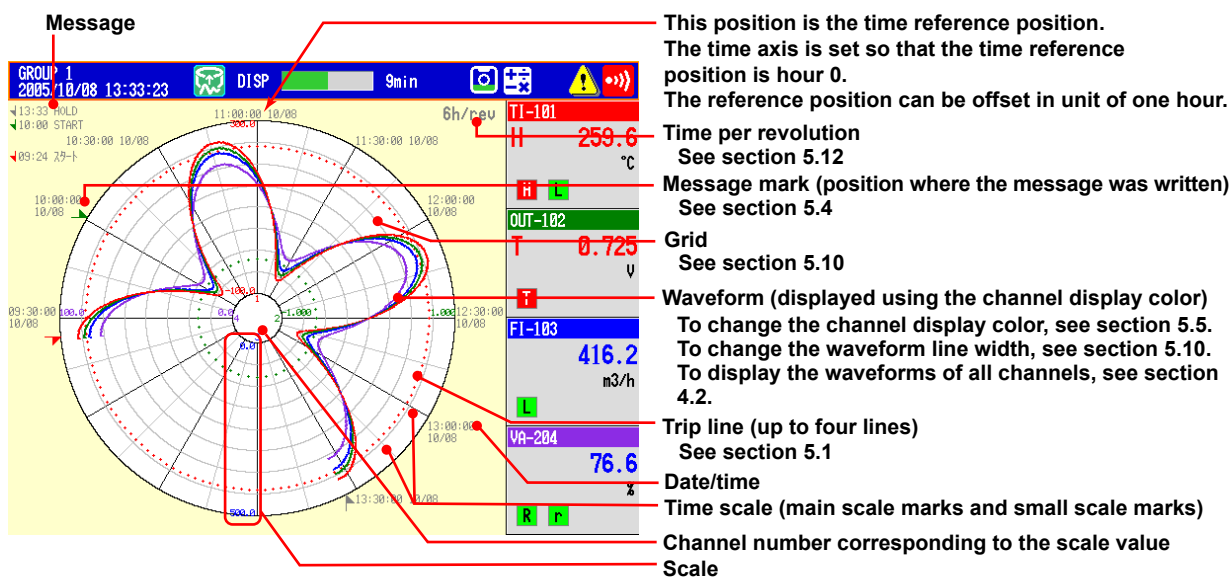 Message
This position is the time reference position.
The time axis is set so that the time reference
position is hour 0.
The reference position can be offset in unit of one hour.
Time per revolution
See section 5.12
Message mark (position where the message was written)
See section 5.4
Grid
See section 5.10
Waveform (displayed using the channel display color)
To change the channel display color, see section 5.5.
To change the waveform line width, see section 5.10.
To display the waveforms of all channels, see section
4.2.
Trip line (up to four lines)
See section 5.1
Date/time
Time scale (main scale marks and small scale marks)
Channel number corresponding to the scale value
Scale
GROUP 1
2005/10/08 13:33:23
DISP
9min
13:33 HOLD
10:00 START
09:24 スタート
6h/rev
11:00:00 10/08
300.0
10:30:00 10/08
11:30:00 10/08
10:00:00
10/08
12:00:00
10/08
09:30:00
10/08
100.0
-100.0
1
0.0
4
2
-1.000
1.000
12:30:00
10/08
0.0
13:00:00
10/08
13:30:00 10/08
500.0
TI-101
H
259.6
°C
H
L
OUT-102
T
0.725
V
T
FI-103
416.2
m3/h
L
VA-204
76.6
%
R
r